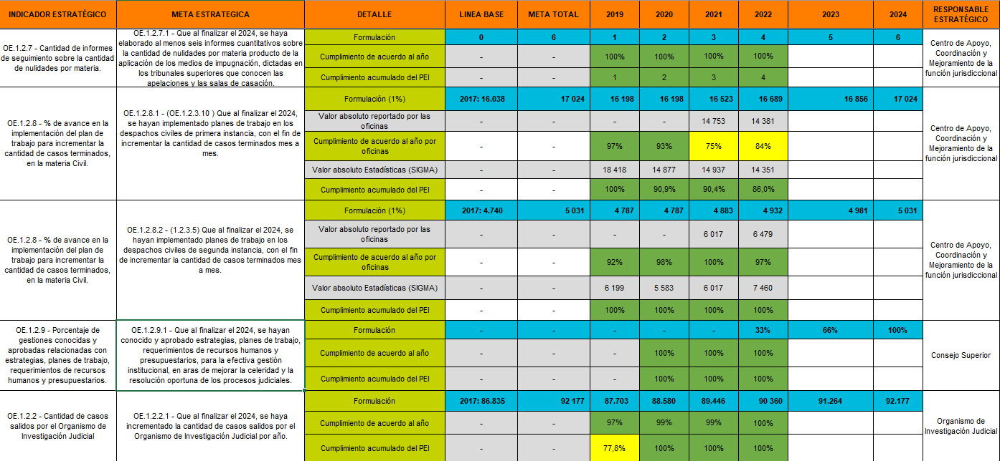 INDICADOR ESTRATÉGICO META ESTRATEGICA DETALLE LINEA BASE META TOTAL 2019 2020 2021 2022 2023 2024 RESPONSABLE
ESTRATÉGICO
OE.1.2.7 - Cantidad de informes
de seguimiento sobre la cantidad
de nulidades por materia.
OE.1.2.7.1 - Que al finalizar el 2024, se haya
elaborado al menos seis informes cuantitativos sobre
la cantidad de nulidades por materia producto de la
aplicación de los medios de impugnación, dictadas en
los tribunales superiores que conocen las
apelaciones y las salas de casación.
Formulación 0 6 1 2 3 4 5 6
Cumplimiento de acuerdo al año - - 100% 100% 100% 100%
Cumplimiento acumulado del PEI - - 1 2 3 4
Centro de Apoyo,
Coordinación y
Mejoramiento de la
función jurisdiccional
OE.1.2.8 - % de avance en la
implementación del plan de
trabajo para incrementar la
cantidad de casos terminados,
en la materia Civil.
OE.1.2.8.1 - (OE.1.2.3.10 ) Que al finalizar el 2024,
se hayan implementado planes de trabajo en los
despachos civiles de primera instancia, con el fin de
incrementar la cantidad de casos terminados mes a
mes.
Formulación (1%) 2017: 16.038 17 024 16 198 16 198 16 523 16 689 16 856 17 024
Valor absoluto reportado por las
oficinas - - - - 14 753 14 381
Cumplimiento de acuerdo al año por
oficinas - - 97% 93% 75% 84%
Valor absoluto Estadísticas (SIGMA) - - 18 418 14 877 14 937 14 351
Cumplimiento acumulado del PEI - - 100% 90,9% 90,4% 86,0%
Centro de Apoyo,
Coordinación y
Mejoramiento de la
función jurisdiccional
OE.1.2.8 - % de avance en la
implementación del plan de
trabajo para incrementar la
cantidad de casos terminados,
en la materia Civil.
OE.1.2.8.2 - (1.2.3.5) Que al finalizar el 2024, se
hayan implementado planes de trabajo en los
despachos civiles de segunda instancia, con el fin
de incrementar la cantidad de casos terminados mes
a mes.
Formulación (1%) 2017: 4.740 5 031 4 787 4 787 4 883 4 932 4 981 5 031
Valor absoluto reportado por las
oficinas - - - - 6 017 6 479
Cumplimiento de acuerdo al año por
oficinas - - 92% 98% 100% 97%
Valor absoluto Estadísticas (SIGMA) - - 6 199 5 583 6 017 7 460
Cumplimiento acumulado del PEI - - 100% 100% 100% 100%
Centro de Apoyo,
Coordinación y
Mejoramiento de la
función jurisdiccional
OE.1.2.9 - Porcentaje de
gestiones conocidas y
aprobadas relacionadas con
estrategias, planes de trabajo,
requerimientos de recursos
humanos y presupuestarios.
OE.1.2.9.1 - Que al finalizar el 2024, se hayan
conocido y aprobado estrategias, planes de trabajo,
requerimientos de recursos humanos y
presupuestarios, para la efectiva gestión
institucional, en aras de mejorar la celeridad y la
resolución oportuna de los procesos judiciales.
Formulación - - - - - 33% 66% 100%
Cumplimiento de acuerdo al año - - - 100% 100% 100%
Cumplimiento acumulado del PEI - - - 100% 100% 100%
Consejo Superior
OE.1.2.2 - Cantidad de casos
salidos por el Organismo de
Investigación Judicial
OE.1.2.2.1 - Que al finalizar el 2024, se haya
incrementado la cantidad de casos salidos por el
Organismo de Investigación Judicial por año.
Formulación 2017: 86.835 92 177 87.703 88.580 89.446 90 360 91.264 92.177
Cumplimiento de acuerdo al año - - 97% 99% 99% 100%
Cumplimiento acumulado del PEI - - 77,8% 100% 100% 100%
Organismo de
Investigación Judicial